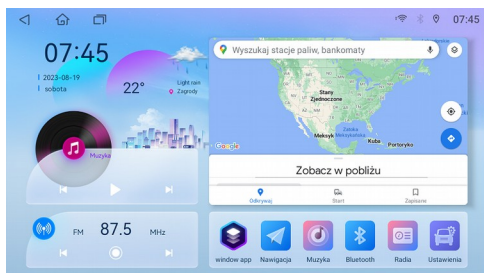 07:45
07:45
2023-08-19
sobota
22°
Light rain
Zagrody
Muzyka
FM 87.5 MHz
Wyszukaj stacje paliw, bankomaty
Stany
Zjednoczone
Zatoka
Meksykańska
Meksyk
Kuba
Portoryko
Google
Zobacz w pobliżu
Odkrywaj
Start
Zapisane
window app
Nawigacja
Muzyka
Bluetooth
Radia
Ustawienia